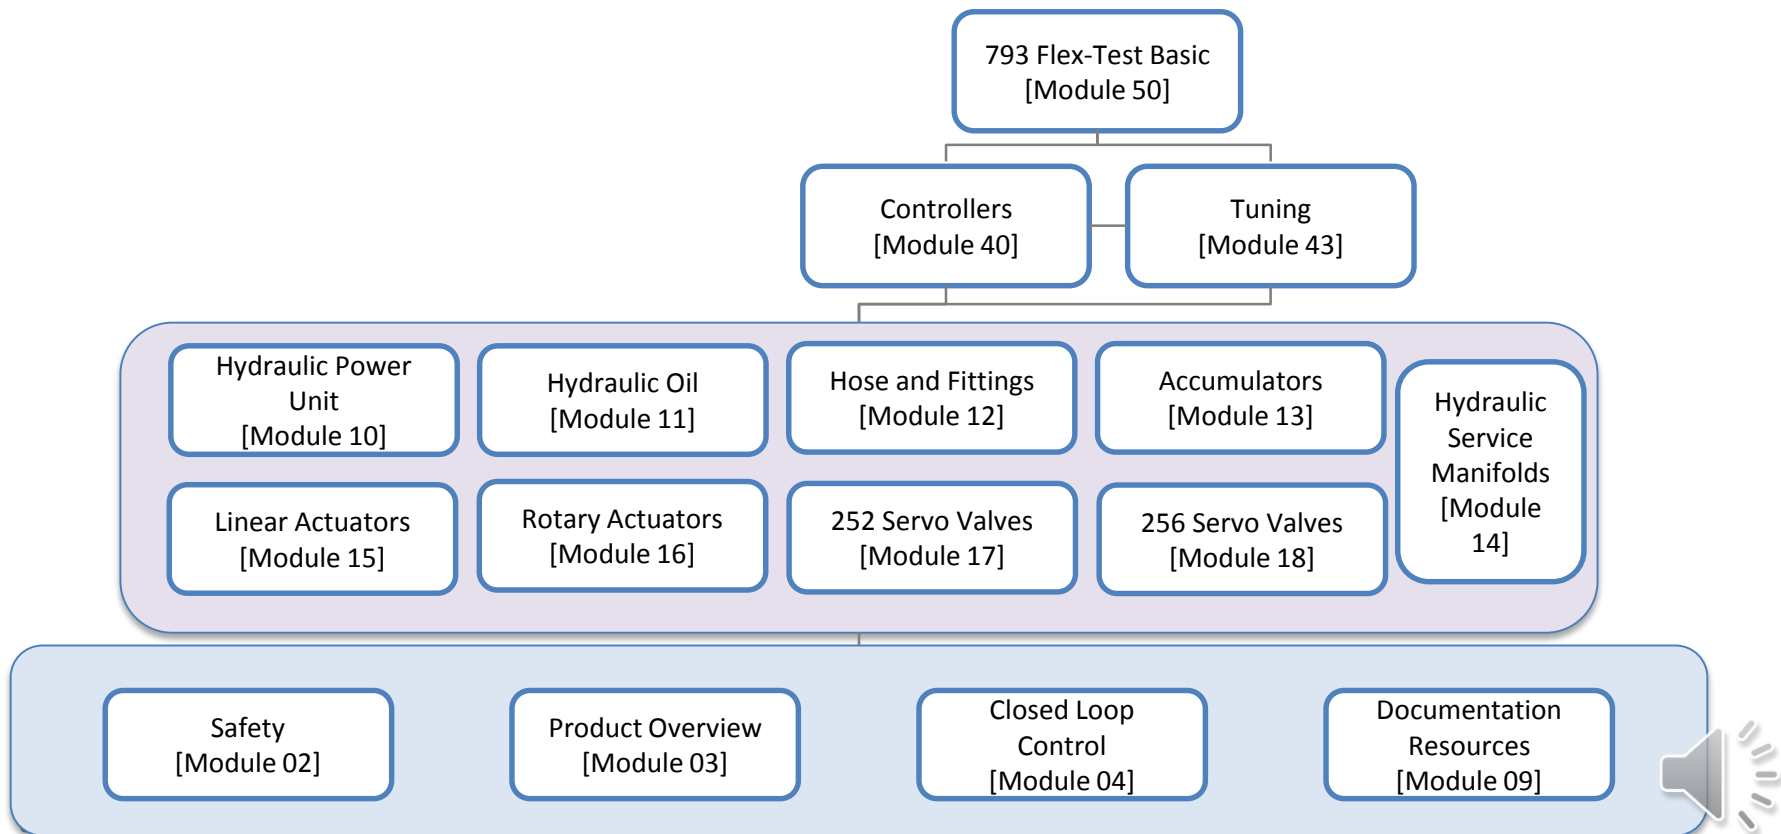 793 Flex-Test Basic
[Module 50]
Controllers
[Module 40]
Tuning
[Module 43]
Hydraulic Power
Unit
[Module 10]
Hydraulic Oil
[Module 11]
Hose and Fittings
[Module 12]
Accumulators
[Module 13]
Hydraulic
Service
Manifolds
[Module
14]
Linear Actuators
[Module 15]
Rotary Actuators
[Module 16]
252 Servo Valves
[Module 17]
256 Servo Valves
[Module 18]
Safety
[Module 02]
Product Overview
[Module 03]
Closed Loop
Control
[Module 04]
Documentation
Resources
[Module 09]